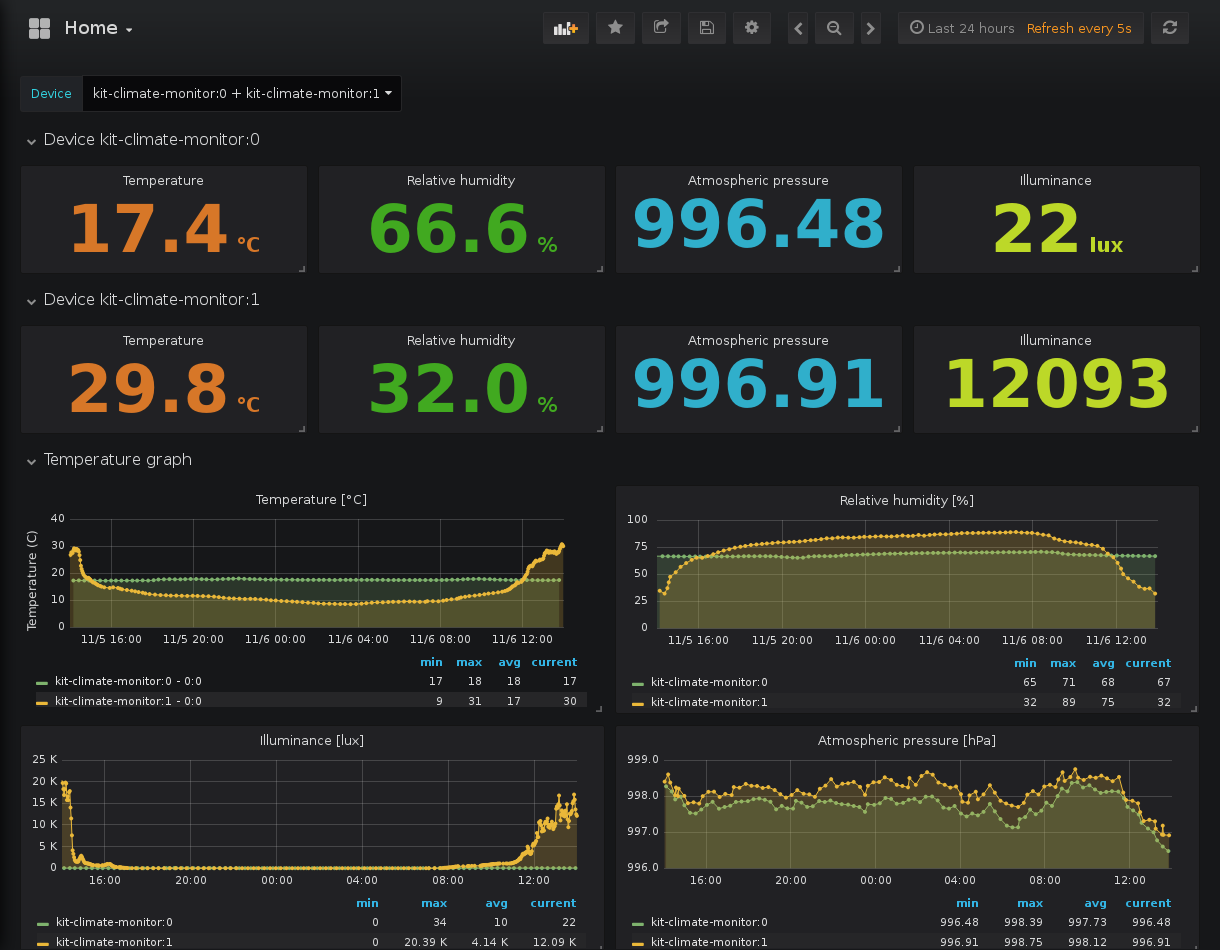 Home
Last 24 hours Refresh every 5s
Device kit-climate-monitor:0 + kit-climate-monitor:1
Device kit-climate-monitor:0
Temperature Relative humidity Atmospheric pressure Illuminance
17.4 °C 66.6 % 996.48 22 lux
Device kit-climate-monitor:1
Temperature Relative humidity Atmospheric pressure Illuminance
29.8 °C 32.0 % 996.91 12093
Temperature graph
Temperature [°C]
Temperature (C)
40
30
20
10
0
11/5 16:00 11/5 20:00 11/6 00:00 11/6 04:00 11/6 08:00 11/6 12:00
min max avg current
kit-climate-monitor:0 - 0:0 17 18 18 17
kit-climate-monitor:1 - 0:0 9 31 17 30
Relative humidity [%]
100
75
50
25
0
11/5 16:00 11/5 20:00 11/6 00:00 11/6 04:00 11/6 08:00 11/6 12:00
min max avg current
kit-climate-monitor:0 65 71 68 67
kit-climate-monitor:1 32 89 75 32
Illuminance [lux]
25 K
20 K
15 K
10 K
5 K
0
16:00 20:00 00:00 04:00 08:00 12:00
min max avg current
kit-climate-monitor:0 0 34 10 22
kit-climate-monitor:1 0 20.39 K 4.14 K 12.09 K
Atmospheric pressure [hPa]
999.0
998.0
997.0
996.0
16:00 20:00 00:00 04:00 08:00 12:00
min max avg current
kit-climate-monitor:0 996.48 998.39 997.73 996.48
kit-climate-monitor:1 996.91 998.75 998.12 996.91